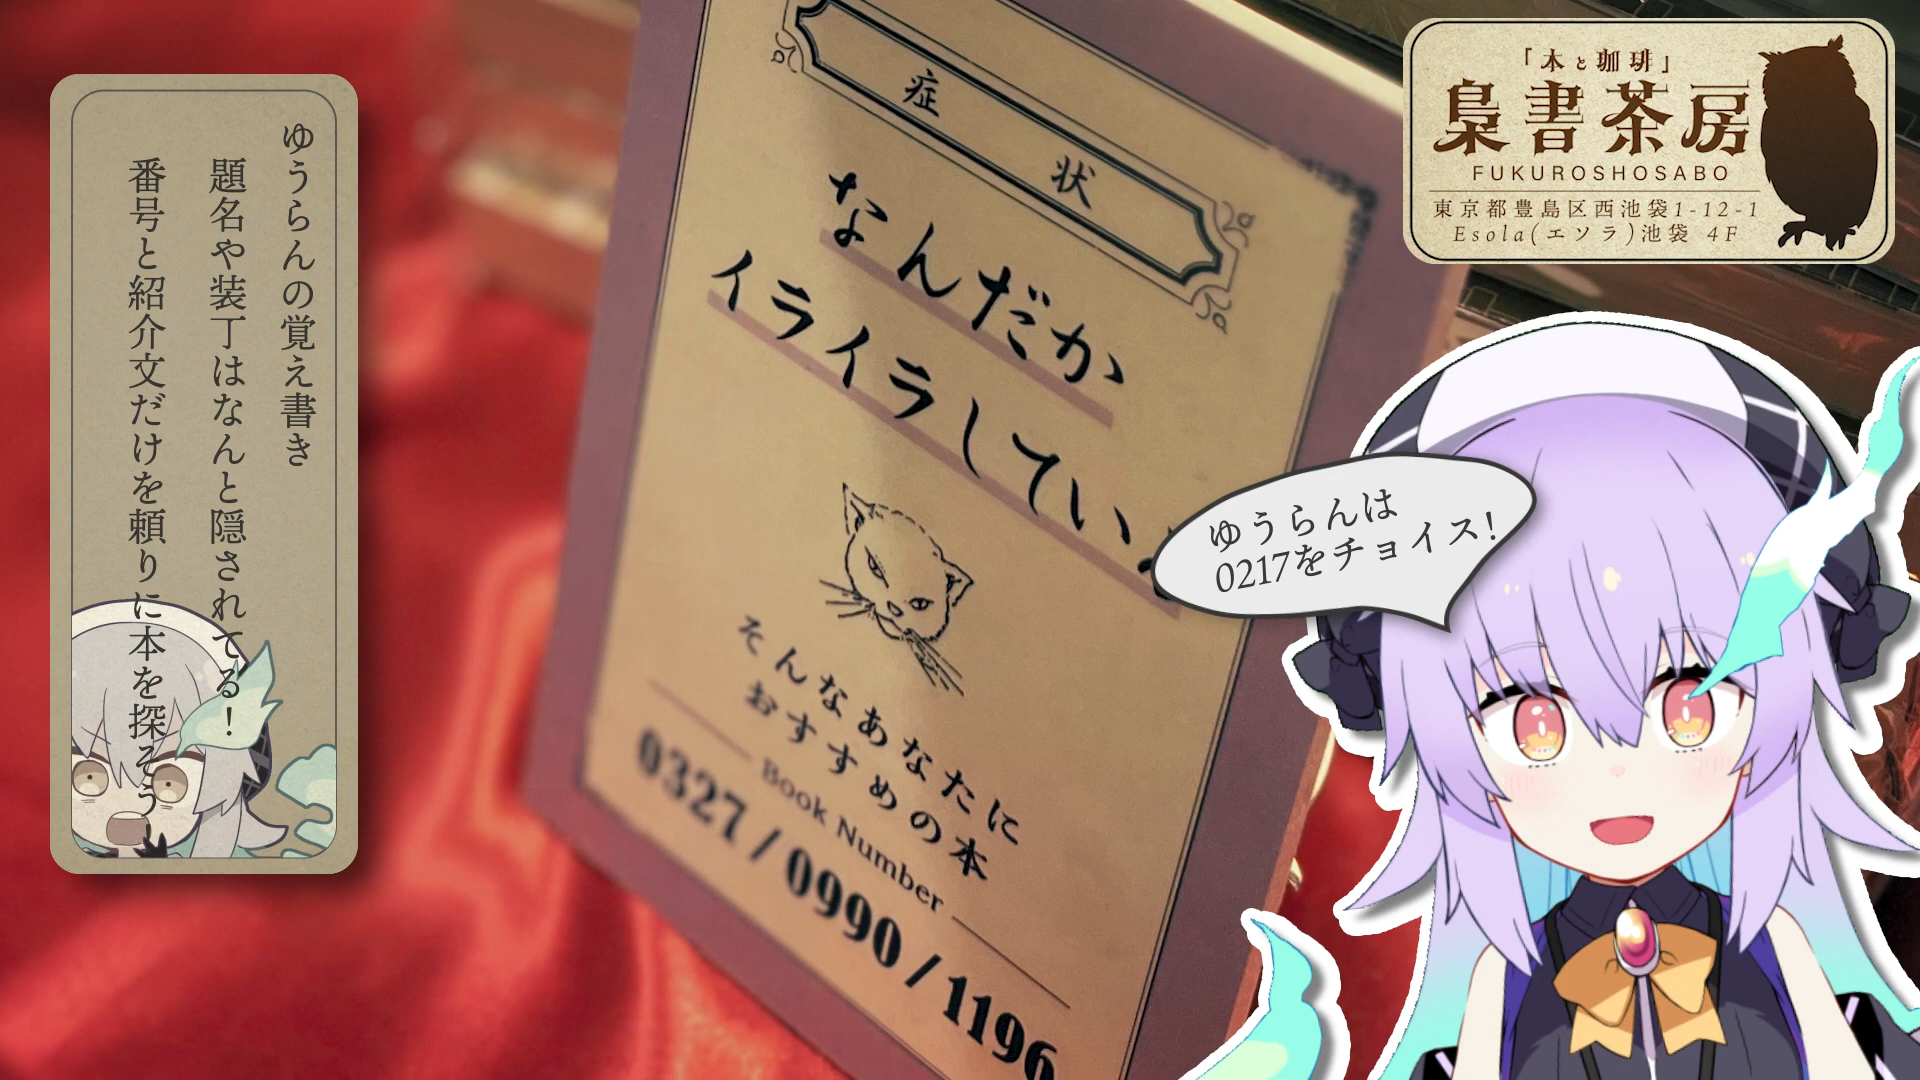 ゆうらんの覚え書き
題名や装丁はなんと隠されてる!
番号と紹介文だけを頼りに本を探そう
症状
なんだか
イライラしてい
そんなあなたに
おすすめの本
Book Number
0327/0990/1196
「本と珈琲」
梟書茶房
FUKUROSHOSABO
東京都豊島区西池袋1-12-1
Esola(エソラ)池袋 4F
ゆうらんは
0217をチョイス!